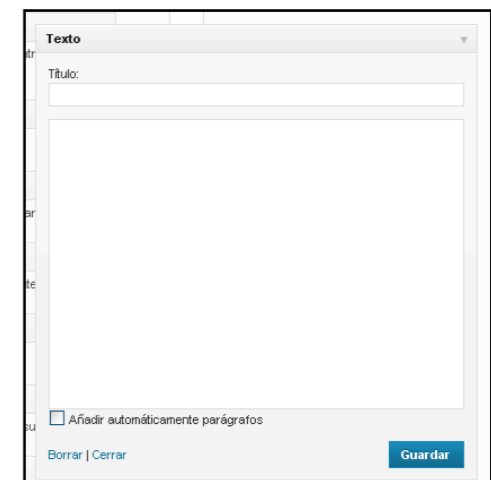 Texto
Título:
Añadir automáticamente parágrafos
Borrar | Cerrar
Guardar